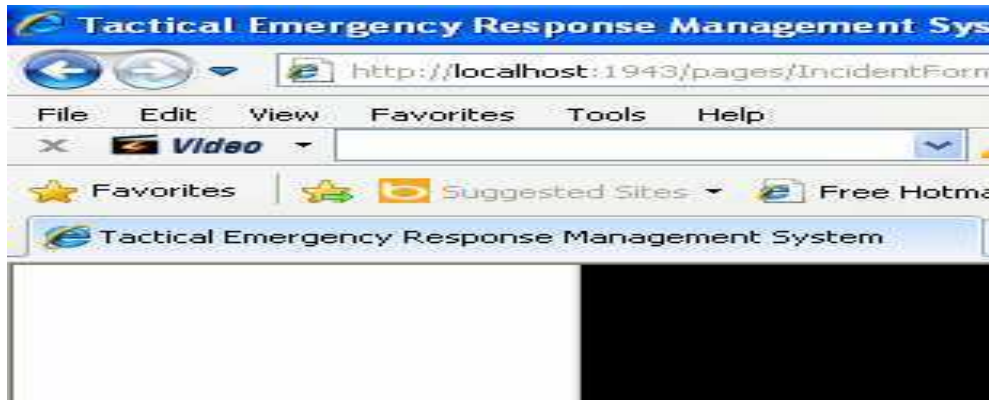 Tactical Emergency Response Management Sys
http://localhost:1943/pages/IncidentForm
File Edit View Favorites Tools Help
Video
Favorites Suggested Sites Free Hotma
Tactical Emergency Response Management System